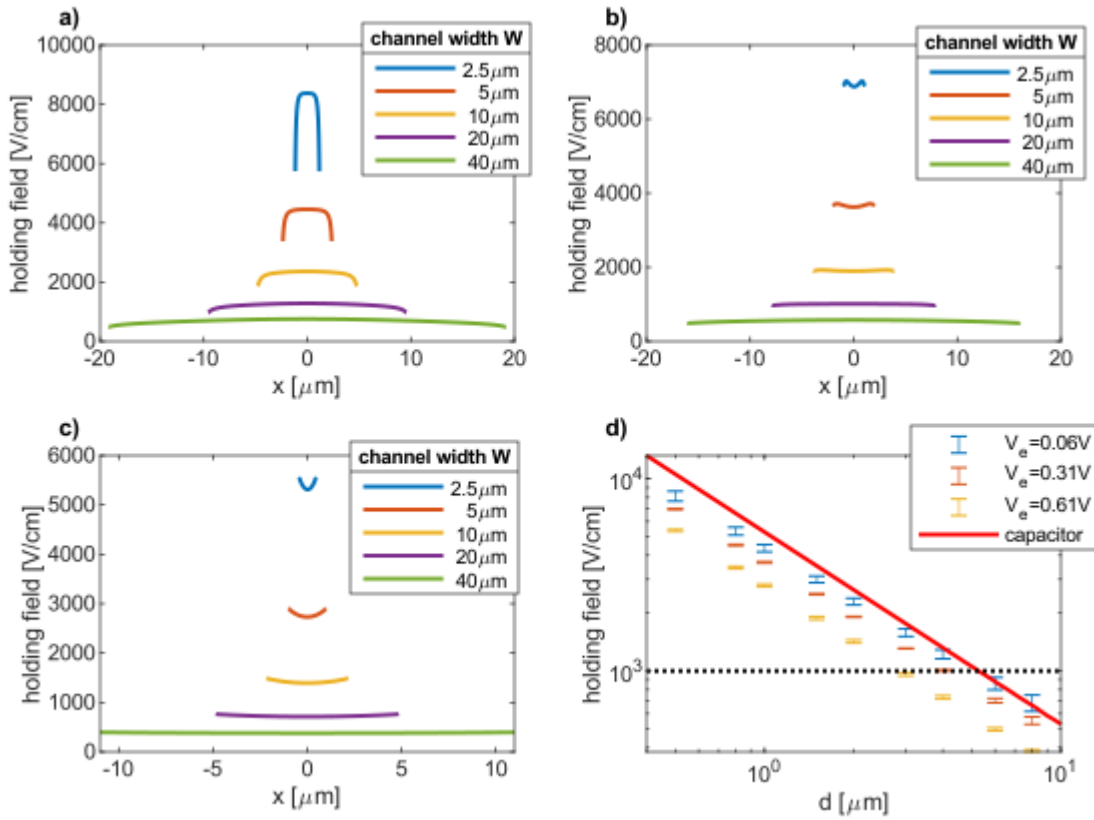 a)
channel width W
2.5μm
5μm
10μm
20μm
40μm
holding field [V/cm]
10000
8000
6000
4000
2000
0
-20
-10
0
10
20
x [μm]
b)
channel width W
2.5μm
5μm
10μm
20μm
40μm
holding field [V/cm]
8000
6000
4000
2000
0
-20
-10
0
10
20
x [μm]
c)
channel width W
2.5μm
5μm
10μm
20μm
40μm
holding field [V/cm]
6000
5000
4000
3000
2000
1000
0
-10
-5
0
5
10
x [μm]
d)
V_e=0.06V
V_e=0.31V
V_e=0.61V
capacitor
holding field [V/cm]
10^4
10^3
10^0
10^1
d [μm]